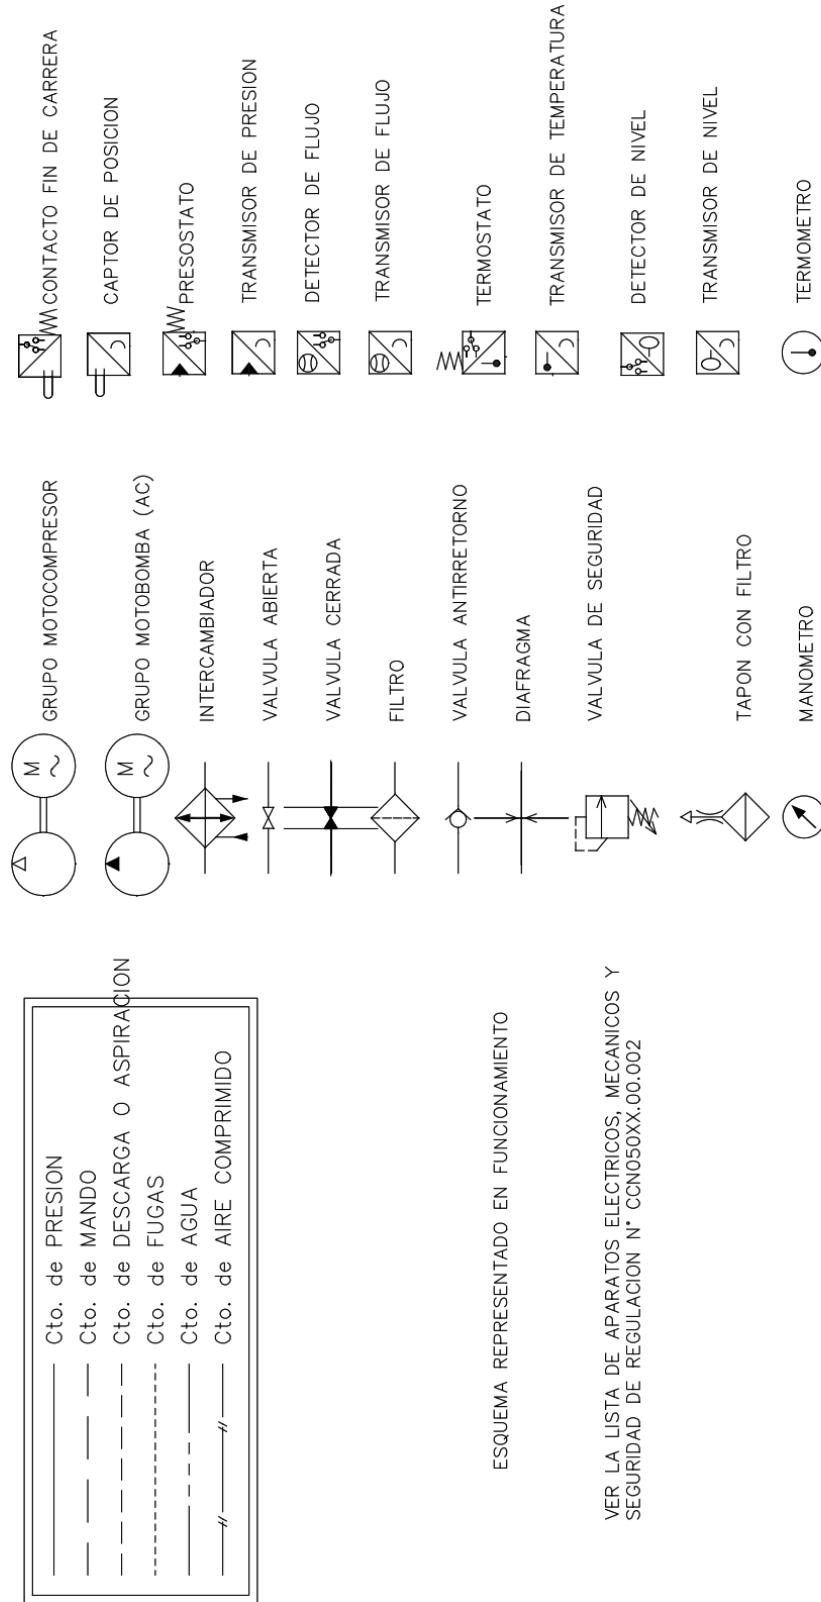 Cto. de PRESION
Cto. de MANDO
Cto. de DESCARGA O ASPIRACION
Cto. de FUGAS
Cto. de AGUA
Cto. de AIRE COMPRIMIDO
ESQUEMA REPRESENTADO EN FUNCIONAMIENTO
VER LA LISTA DE APARATOS ELECTRICOS, MECANICOS Y
SEGURIDAD DE REGULACION N° CCN050XX.00.002
M
GRUPO MOTOCOMPRESOR
M
GRUPO MOTOBOMBA (AC)
INTERCAMBIADOR
VALVULA ABIERTA
VALVULA CERRADA
FILTRO
VALVULA ANTIRRETORNO
DIAFRAGMA
VALVULA DE SEGURIDAD
TAPON CON FILTRO
MANOMETRO
CONTACTO FIN DE CARRERA
CAPTOR DE POSICION
PRESOSTATO
TRANSMISOR DE PRESION
DETECTOR DE FLUJO
TRANSMISOR DE FLUJO
TERMOSTATO
TRANSMISOR DE TEMPERATURA
DETECTOR DE NIVEL
TRANSMISOR DE NIVEL
TERMOMETRO